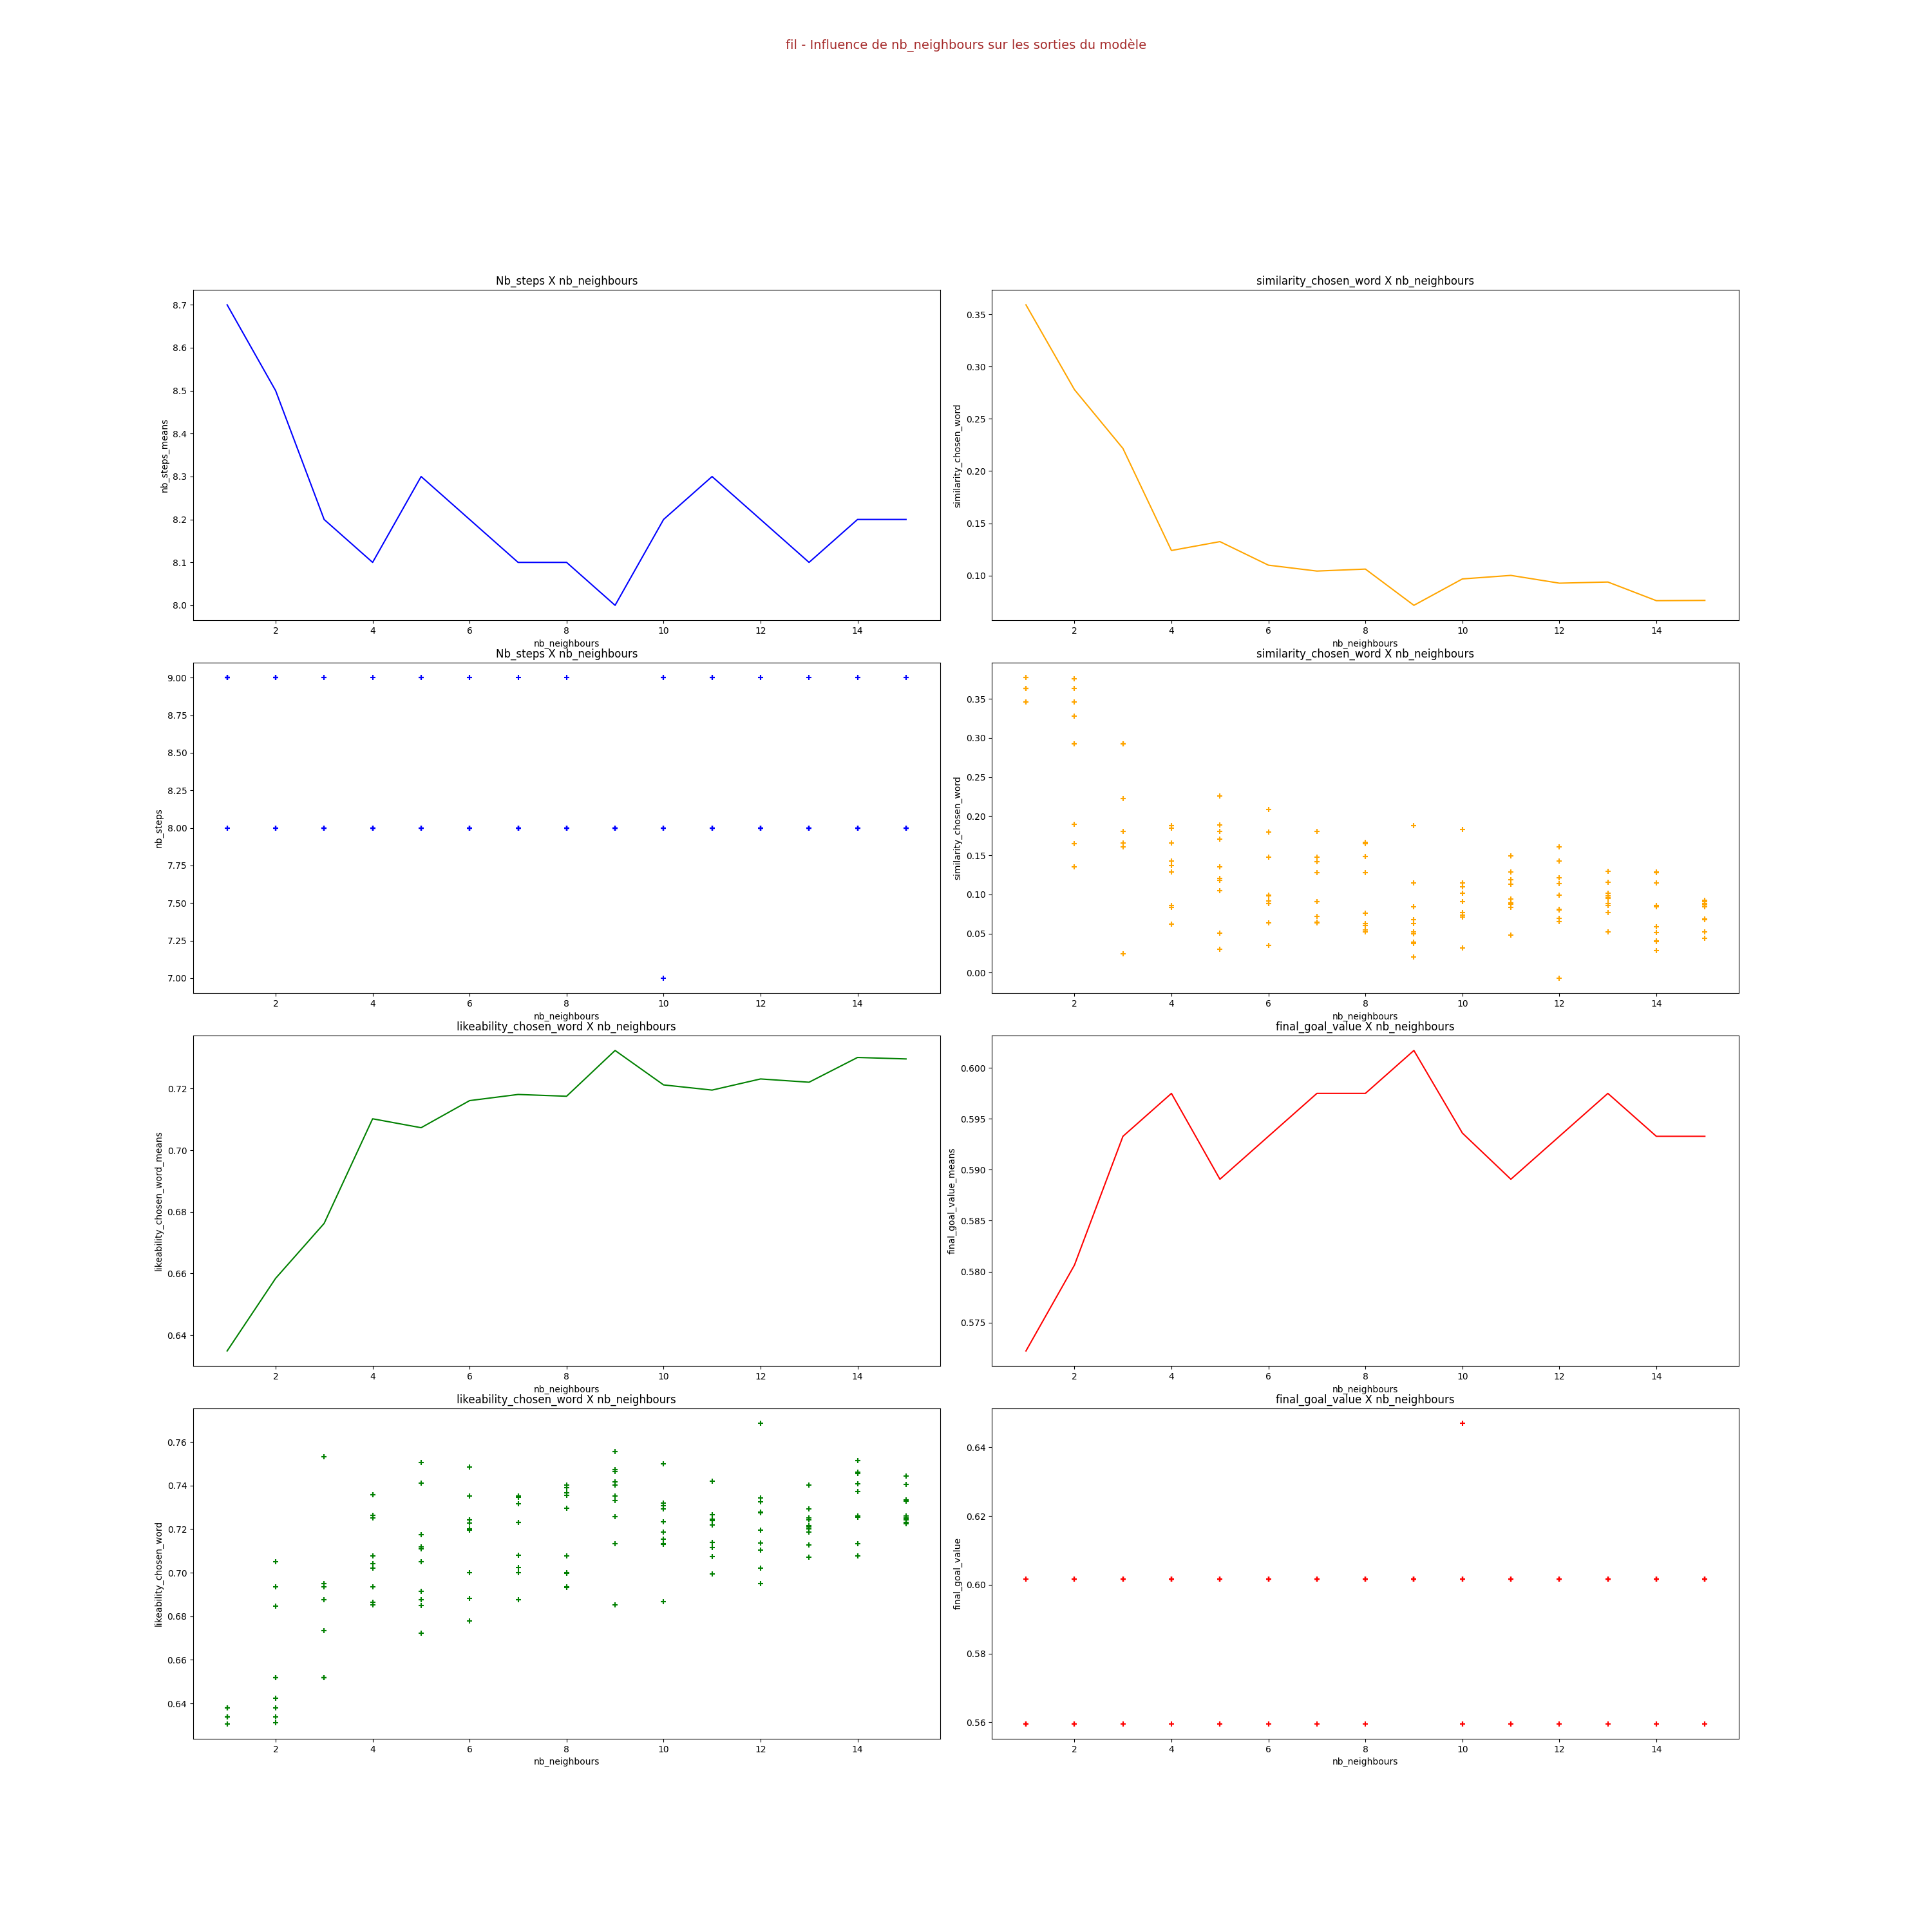 fil - Influence de nb_neighbours sur les sorties du modèle
Nb_steps X nb_neighbours
nb_steps_means
8.7
8.6
8.5
8.4
8.3
8.2
8.1
8.0
2 4 6 8 10 12 14
nb_neighbours
similarity_chosen_word X nb_neighbours
similarity_chosen_word
0.35
0.30
0.25
0.20
0.15
0.10
2 4 6 8 10 12 14
nb_neighbours
Nb_steps X nb_neighbours
nb_steps
9.00
8.75
8.50
8.25
8.00
7.75
7.50
7.25
7.00
2 4 6 8 10 12 14
nb_neighbours
similarity_chosen_word X nb_neighbours
similarity_chosen_word
0.35
0.30
0.25
0.20
0.15
0.10
0.05
0.00
2 4 6 8 10 12 14
nb_neighbours
likeability_chosen_word X nb_neighbours
likeability_chosen_word_means
0.72
0.70
0.68
0.66
0.64
2 4 6 8 10 12 14
nb_neighbours
final_goal_value X nb_neighbours
final_goal_value_means
0.600
0.595
0.590
0.585
0.580
0.575
2 4 6 8 10 12 14
nb_neighbours
likeability_chosen_word X nb_neighbours
likeability_chosen_word
0.76
0.74
0.72
0.70
0.68
0.66
0.64
2 4 6 8 10 12 14
nb_neighbours
final_goal_value X nb_neighbours
final_goal_value
0.64
0.62
0.60
0.58
0.56
2 4 6 8 10 12 14
nb_neighbours